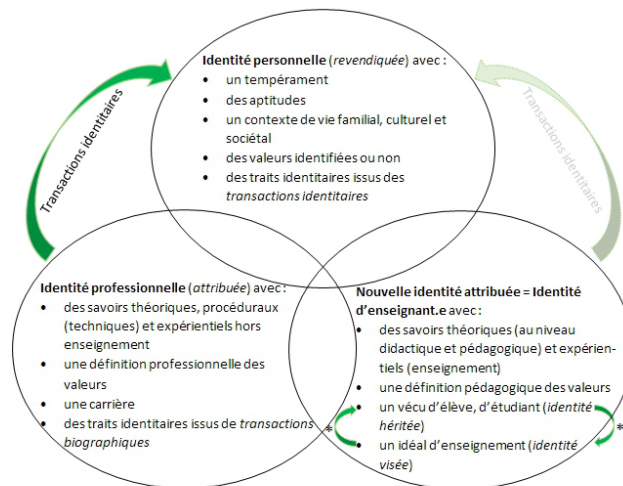 Identité personnelle (revendiquée) avec :
• un tempérament
• des aptitudes
• un contexte de vie familial, culturel et
sociétal
• des valeurs identifiées ou non
• des traits identitaires issus des
transactions identitaires
Transactions identitaires
Transactions identitaires
Identité professionnelle (attribuée) avec :
• des savoirs théoriques, procéduraux
(techniques) et expérientiels hors
enseignement
• une définition professionnelle des
valeurs
• une carrière
• des traits identitaires issus de transactions
biographiques
Nouvelle identité attribuée = Identité
d’enseignant.e avec :
• des savoirs théoriques (au niveau
didactique et pédagogique) et expérien-
tiels (enseignement)
• une définition pédagogique des valeurs
• un vécu d’élève, d’étudiant (identité
héritée)
• un idéal d’enseignement (identité
visée)
*
*